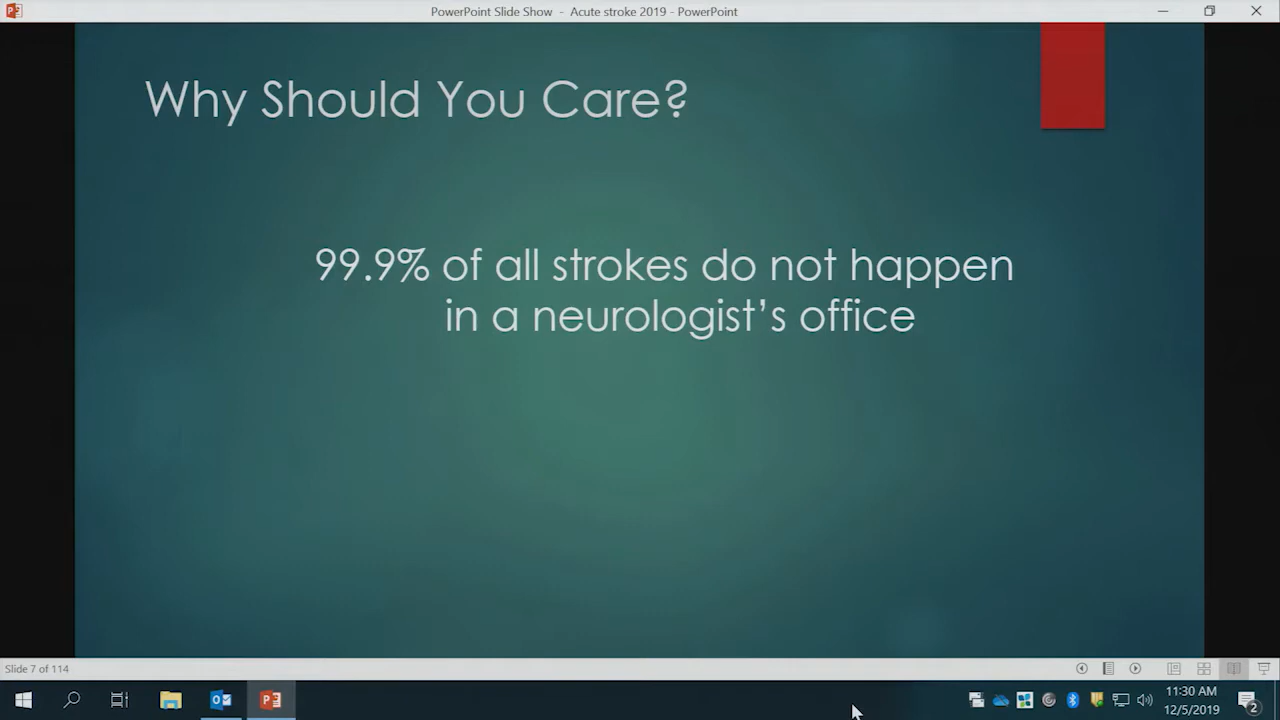 PowerPoint Slide Show - Acute stroke 2019 - PowerPoint
Why Should You Care?
99.9% of all strokes do not happen
in a neurologist’s office
Slide 7 of 114
11:30 AM
12/5/2019
2